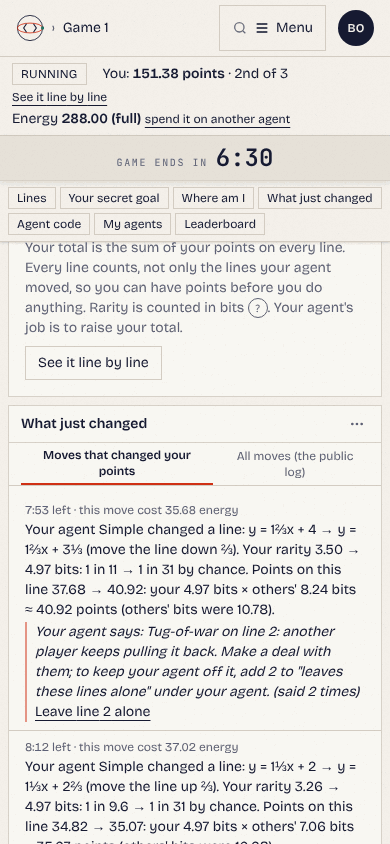 › Game 1
Menu
BO
RUNNING You: 151.38 points · 2nd of 3
See it line by line
Energy 288.00 (full) spend it on another agent
GAME ENDS IN 6:30
Lines Your secret goal Where am I What just changed
Agent code My agents Leaderboard
Your total is the sum of your points on every line.
Every line counts, not only the lines your agent
moved, so you can have points before you do
anything. Rarity is counted in bits ?. Your agent's
job is to raise your total.
See it line by line
What just changed ...
Moves that changed your
points
All moves (the public
log)
7:53 left · this move cost 35.68 energy
Your agent Simple changed a line: y = 1⅔x + 4 → y =
1⅔x + 3⅓ (move the line down ⅔). Your rarity 3.50 →
4.97 bits: 1 in 11 → 1 in 31 by chance. Points on this
line 37.68 → 40.92: your 4.97 bits × others' 8.24 bits
≈ 40.92 points (others' bits were 10.78).
Your agent says: Tug-of-war on line 2: another
player keeps pulling it back. Make a deal with
them; to keep your agent off it, add 2 to "leaves
these lines alone" under your agent. (said 2 times)
Leave line 2 alone
8:12 left · this move cost 37.02 energy
Your agent Simple changed a line: y = 1⅓x + 2 → y =
1⅓x + 2⅔ (move the line up ⅔). Your rarity 3.26 →
4.97 bits: 1 in 9.6 → 1 in 31 by chance. Points on this
line 34.82 → 35.07: your 4.97 bits × others' 7.06 bits